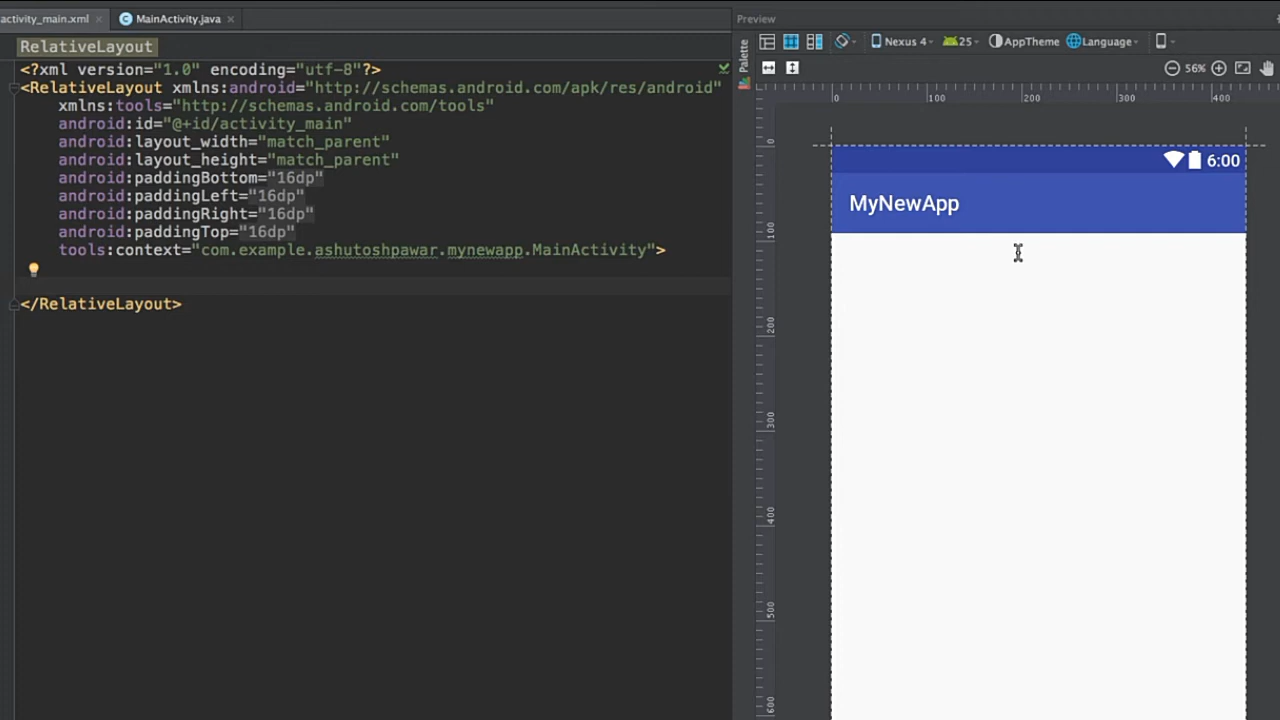 activity_main.xml
MainActivity.java
Preview
RelativeLayout
Palette
Nexus 4
25
AppTheme
Language
56%
<?xml version="1.0" encoding="utf-8"?>
<RelativeLayout xmlns:android="http://schemas.android.com/apk/res/android"
xmlns:tools="http://schemas.android.com/tools"
android:id="@+id/activity_main"
android:layout_width="match_parent"
android:layout_height="match_parent"
android:paddingBottom="16dp"
android:paddingLeft="16dp"
android:paddingRight="16dp"
android:paddingTop="16dp"
tools:context="com.example.ashutoshpawar.mynewapp.MainActivity">
</RelativeLayout>
0 100 200 300 400
6:00
MyNewApp
0
100
200
300
400
500
600